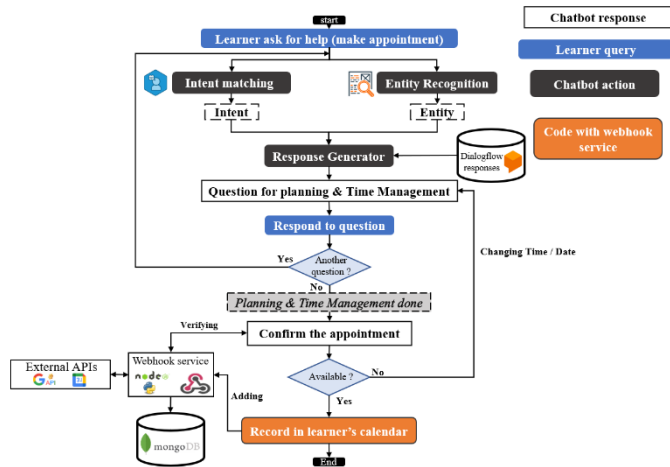 start
Chatbot response
Learner ask for help (make appointment)
Learner query
Intent matching
Entity Recognition
Chatbot action
Intent
Entity
Code with webhook
service
Response Generator
Dialogflow
responses
Question for planning & Time Management
Respond to question
Changing Time / Date
Yes
Another
question ?
No
Planning & Time Management done
Verifying
Confirm the appointment
External APIs
Webhook service
G API
node
Available ?
No
Adding
Yes
mongoDB
Record in learner's calendar
End